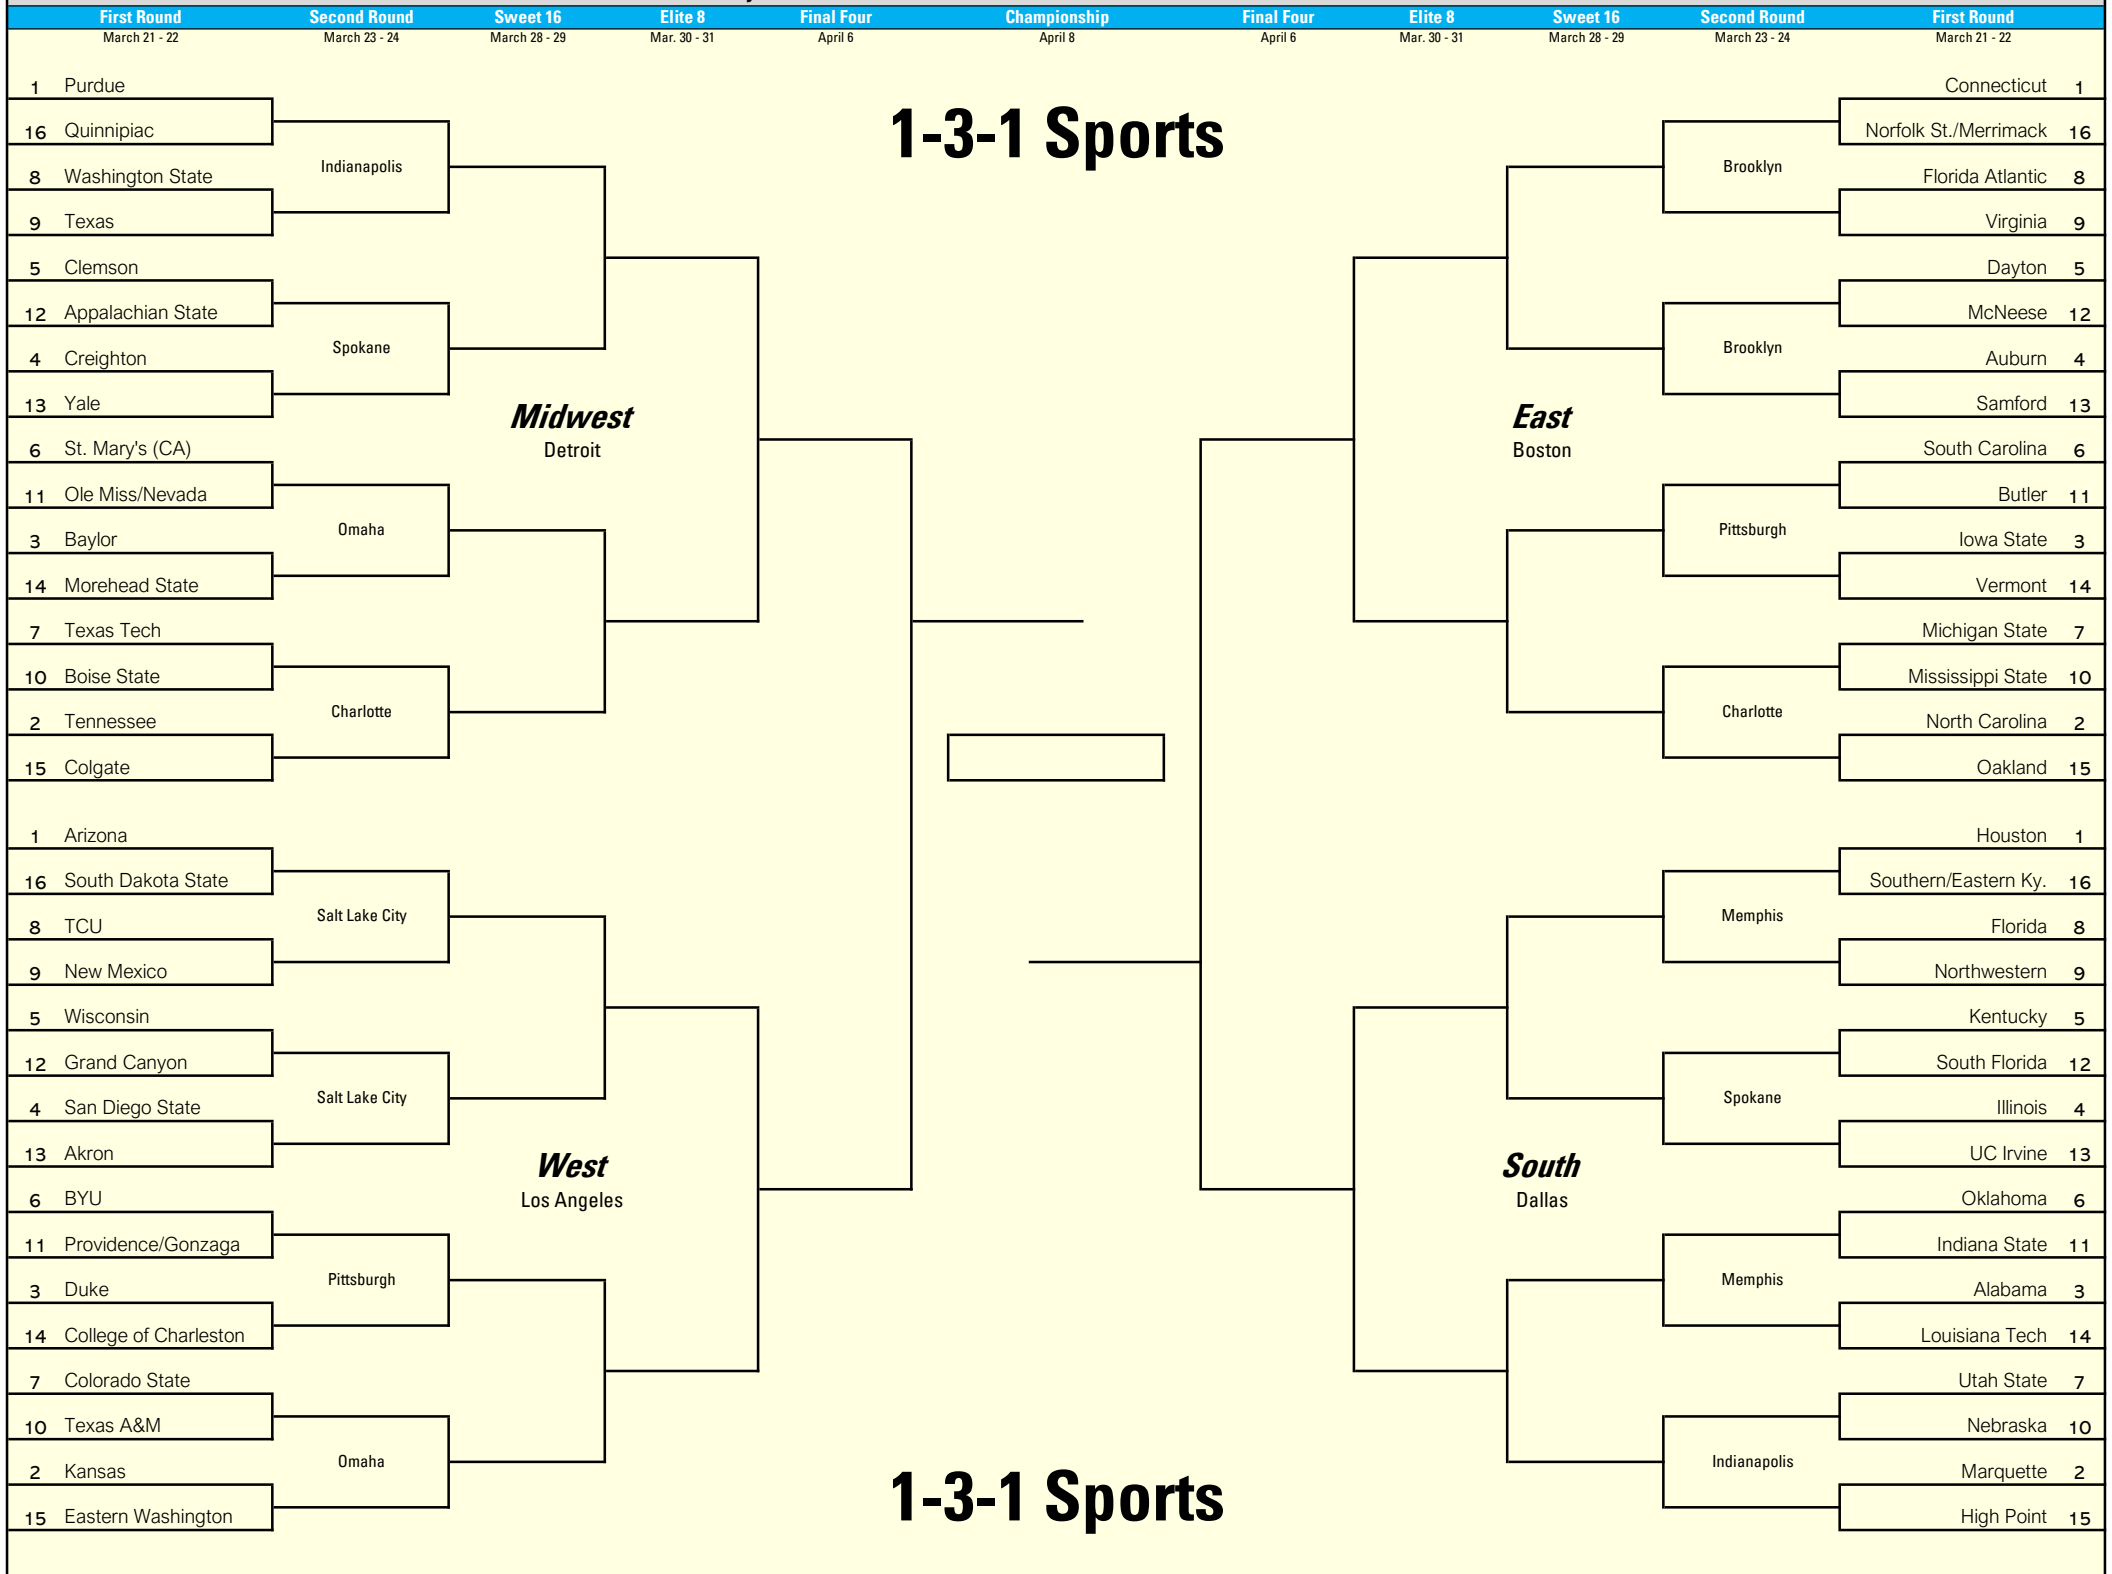 First Round Second Round Sweet 16 Elite 8 Final Four Championship Final Four Elite 8 Sweet 16 Second Round First Round
March 21 - 22 March 23 - 24 March 28 - 29 Mar. 30 - 31 April 6 April 8 April 6 Mar. 30 - 31 March 28 - 29 March 23 - 24 March 21 - 22
1-3-1 Sports
1 Purdue
16 Quinnipiac
Indianapolis
8 Washington State
9 Texas
5 Clemson
12 Appalachian State
Spokane
4 Creighton
13 Yale
Midwest
Detroit
6 St. Mary's (CA)
11 Ole Miss/Nevada
Omaha
3 Baylor
14 Morehead State
7 Texas Tech
10 Boise State
Charlotte
2 Tennessee
15 Colgate
1 Arizona
16 South Dakota State
Salt Lake City
8 TCU
9 New Mexico
5 Wisconsin
12 Grand Canyon
Salt Lake City
4 San Diego State
13 Akron
West
Los Angeles
6 BYU
11 Providence/Gonzaga
Pittsburgh
3 Duke
14 College of Charleston
7 Colorado State
10 Texas A&M
Omaha
2 Kansas
15 Eastern Washington
Connecticut 1
Norfolk St./Merrimack 16
Brooklyn
Florida Atlantic 8
Virginia 9
Dayton 5
McNeese 12
Brooklyn
Auburn 4
Samford 13
East
Boston
South Carolina 6
Butler 11
Pittsburgh
Iowa State 3
Vermont 14
Michigan State 7
Mississippi State 10
Charlotte
North Carolina 2
Oakland 15
Houston 1
Southern/Eastern Ky. 16
Memphis
Florida 8
Northwestern 9
Kentucky 5
South Florida 12
Spokane
Illinois 4
UC Irvine 13
South
Dallas
Oklahoma 6
Indiana State 11
Memphis
Alabama 3
Louisiana Tech 14
Utah State 7
Nebraska 10
Indianapolis
Marquette 2
High Point 15
1-3-1 Sports